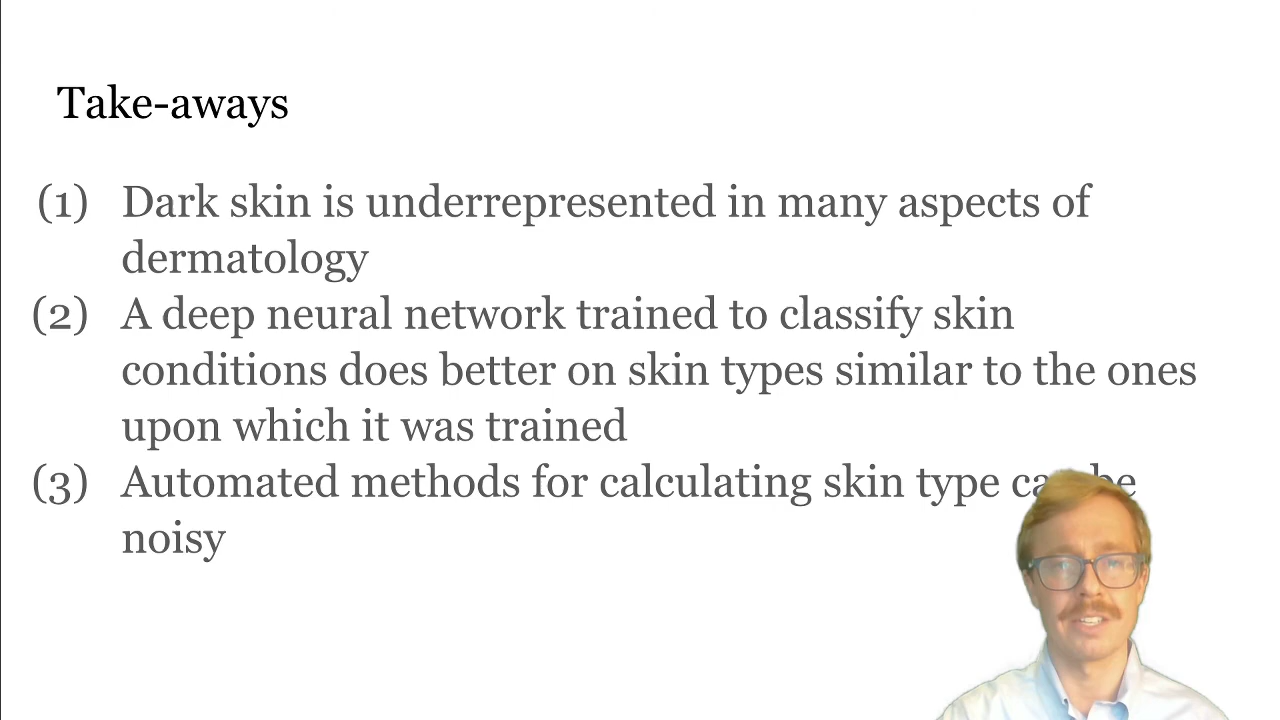 Take-aways
(1) Dark skin is underrepresented in many aspects of
dermatology
(2) A deep neural network trained to classify skin
conditions does better on skin types similar to the ones
upon which it was trained
(3) Automated methods for calculating skin type can be
noisy